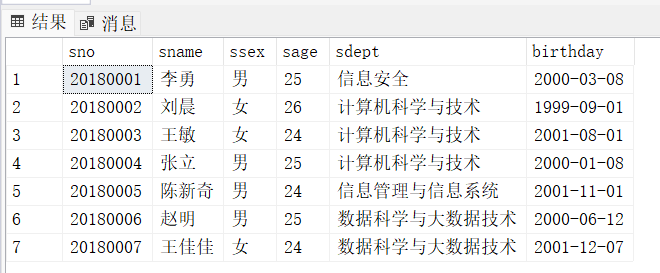 结果 消息
sno sname ssex sage sdept birthday
1 20180001 李勇 男 25 信息安全 2000-03-08
2 20180002 刘晨 女 26 计算机科学与技术 1999-09-01
3 20180003 王敏 女 24 计算机科学与技术 2001-08-01
4 20180004 张立 男 25 计算机科学与技术 2000-01-08
5 20180005 陈新奇 男 24 信息管理与信息系统 2001-11-01
6 20180006 赵明 男 25 数据科学与大数据技术 2000-06-12
7 20180007 王佳佳 女 24 数据科学与大数据技术 2001-12-07